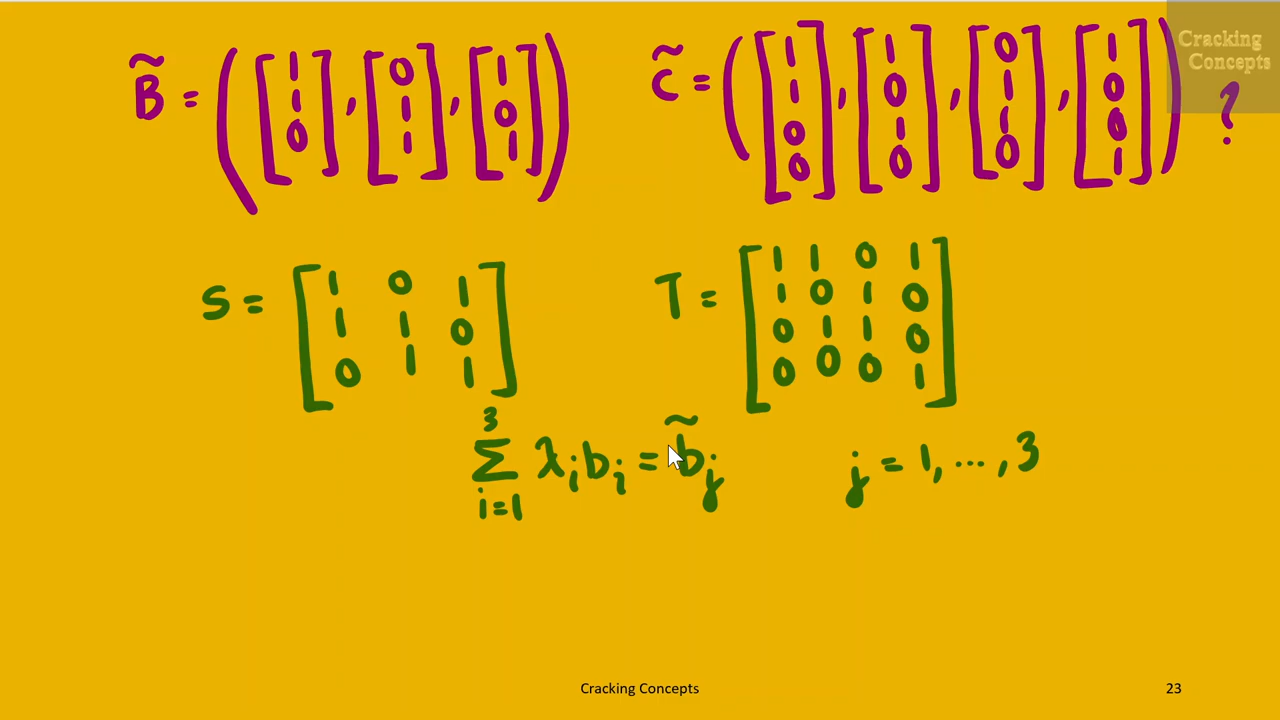 B̃ = ([1 1 0], [0 1 1], [1 0 1]) C̃ = ([1 1 0 0], [1 0 1 0], [0 1 1 0], [1 0 0 1]) ?
Cracking
Concepts
S = [1 0 1
1 1 0
0 1 1]
T = [1 1 0 1
1 0 1 0
0 1 1 0
0 0 0 1]
∑_{i=1}^{3} λ_i b_i = b̃_j j = 1, ..., 3
Cracking Concepts 23